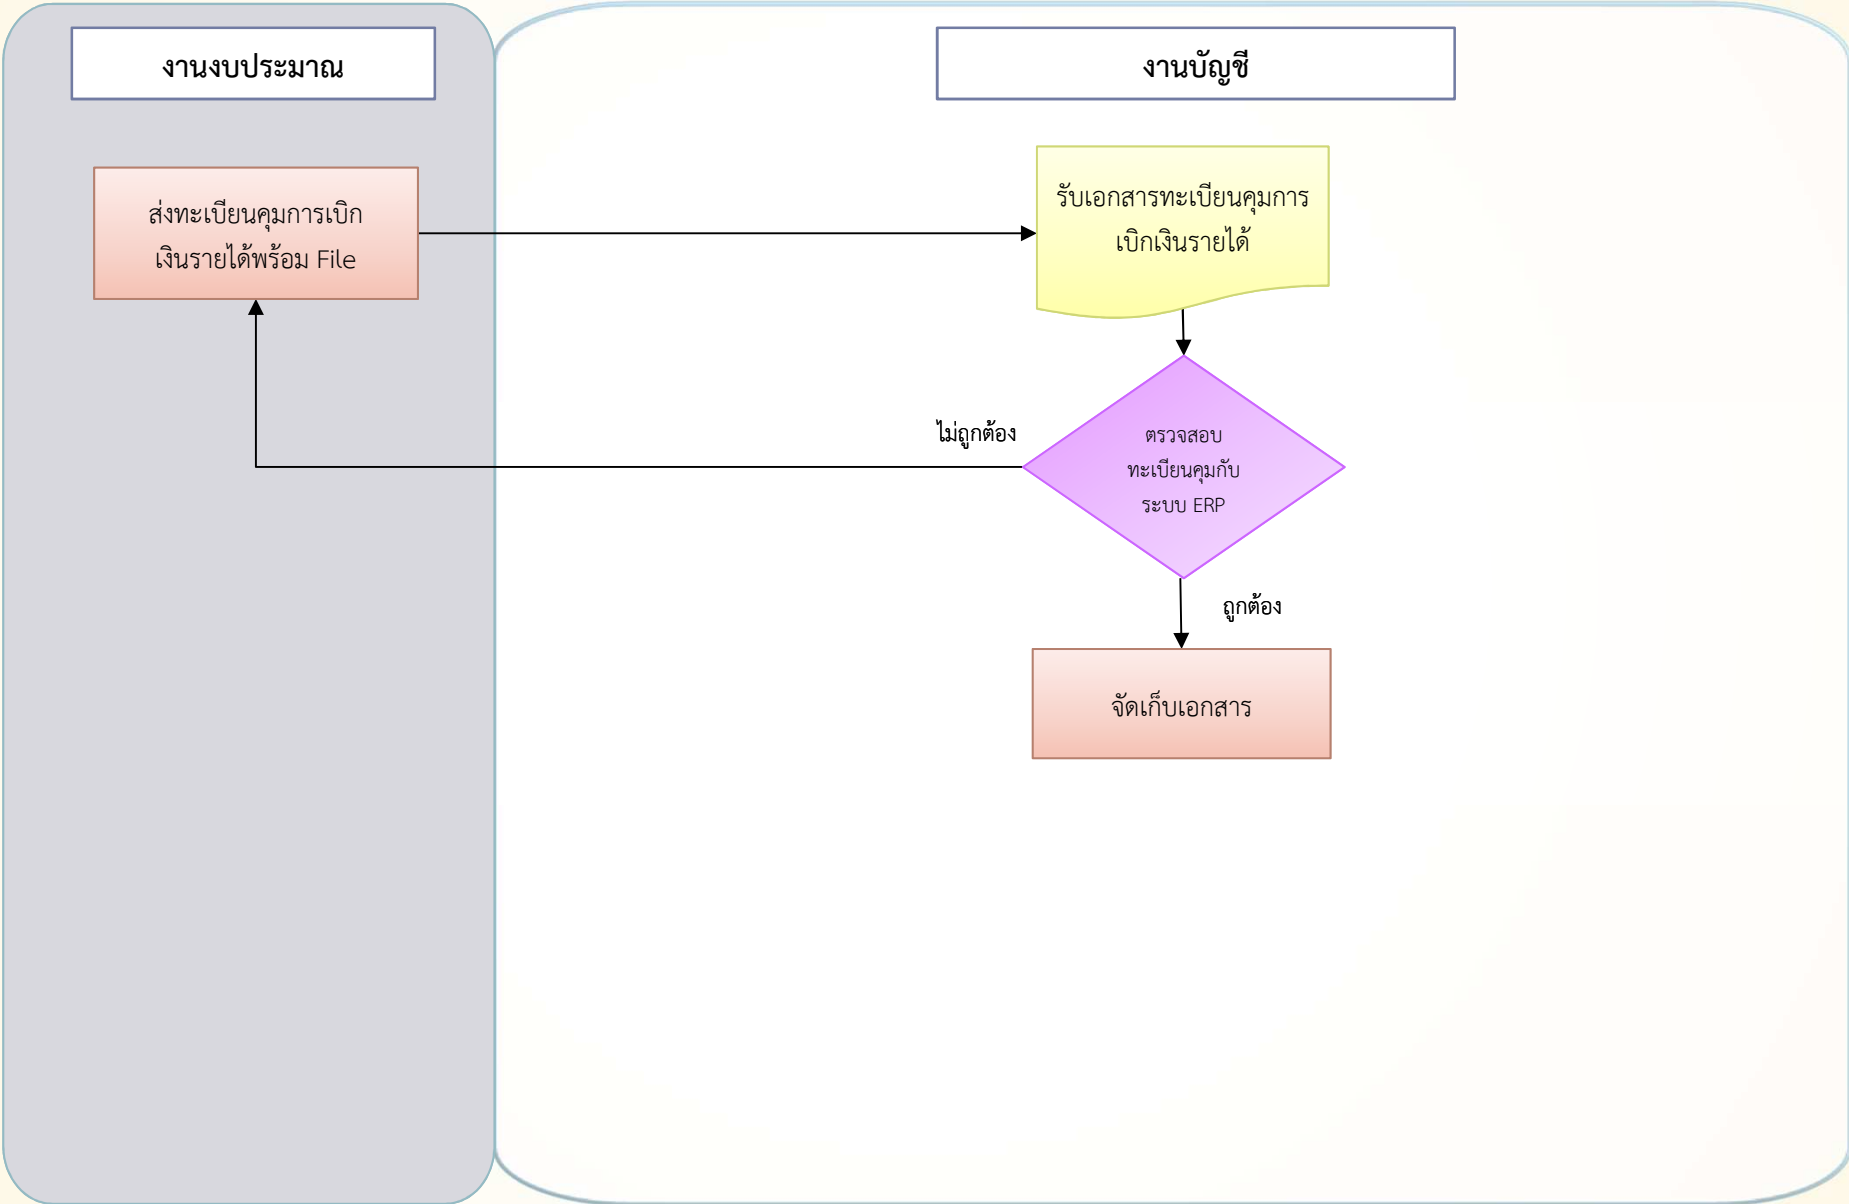 งานงบประมาณ
งานบัญชี
ส่งทะเบียนคุมการเบิก
เงินรายได้พร้อม File
รับเอกสารทะเบียนคุมการ
เบิกเงินรายได้
ไม่ถูกต้อง
ตรวจสอบ
ทะเบียนคุมกับ
ระบบ ERP
ถูกต้อง
จัดเก็บเอกสาร